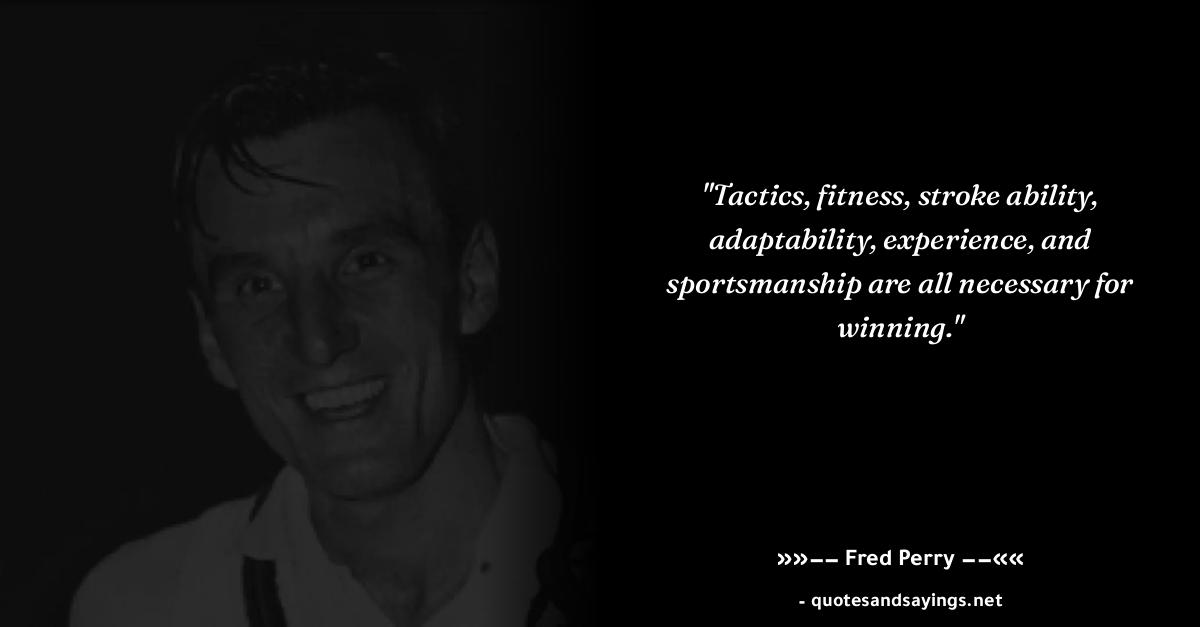 "Tactics, fitness, stroke ability,
adaptability, experience, and
sportsmanship are all necessary for
winning."
»»–– Fred Perry ––««
- quotesandsayings.net